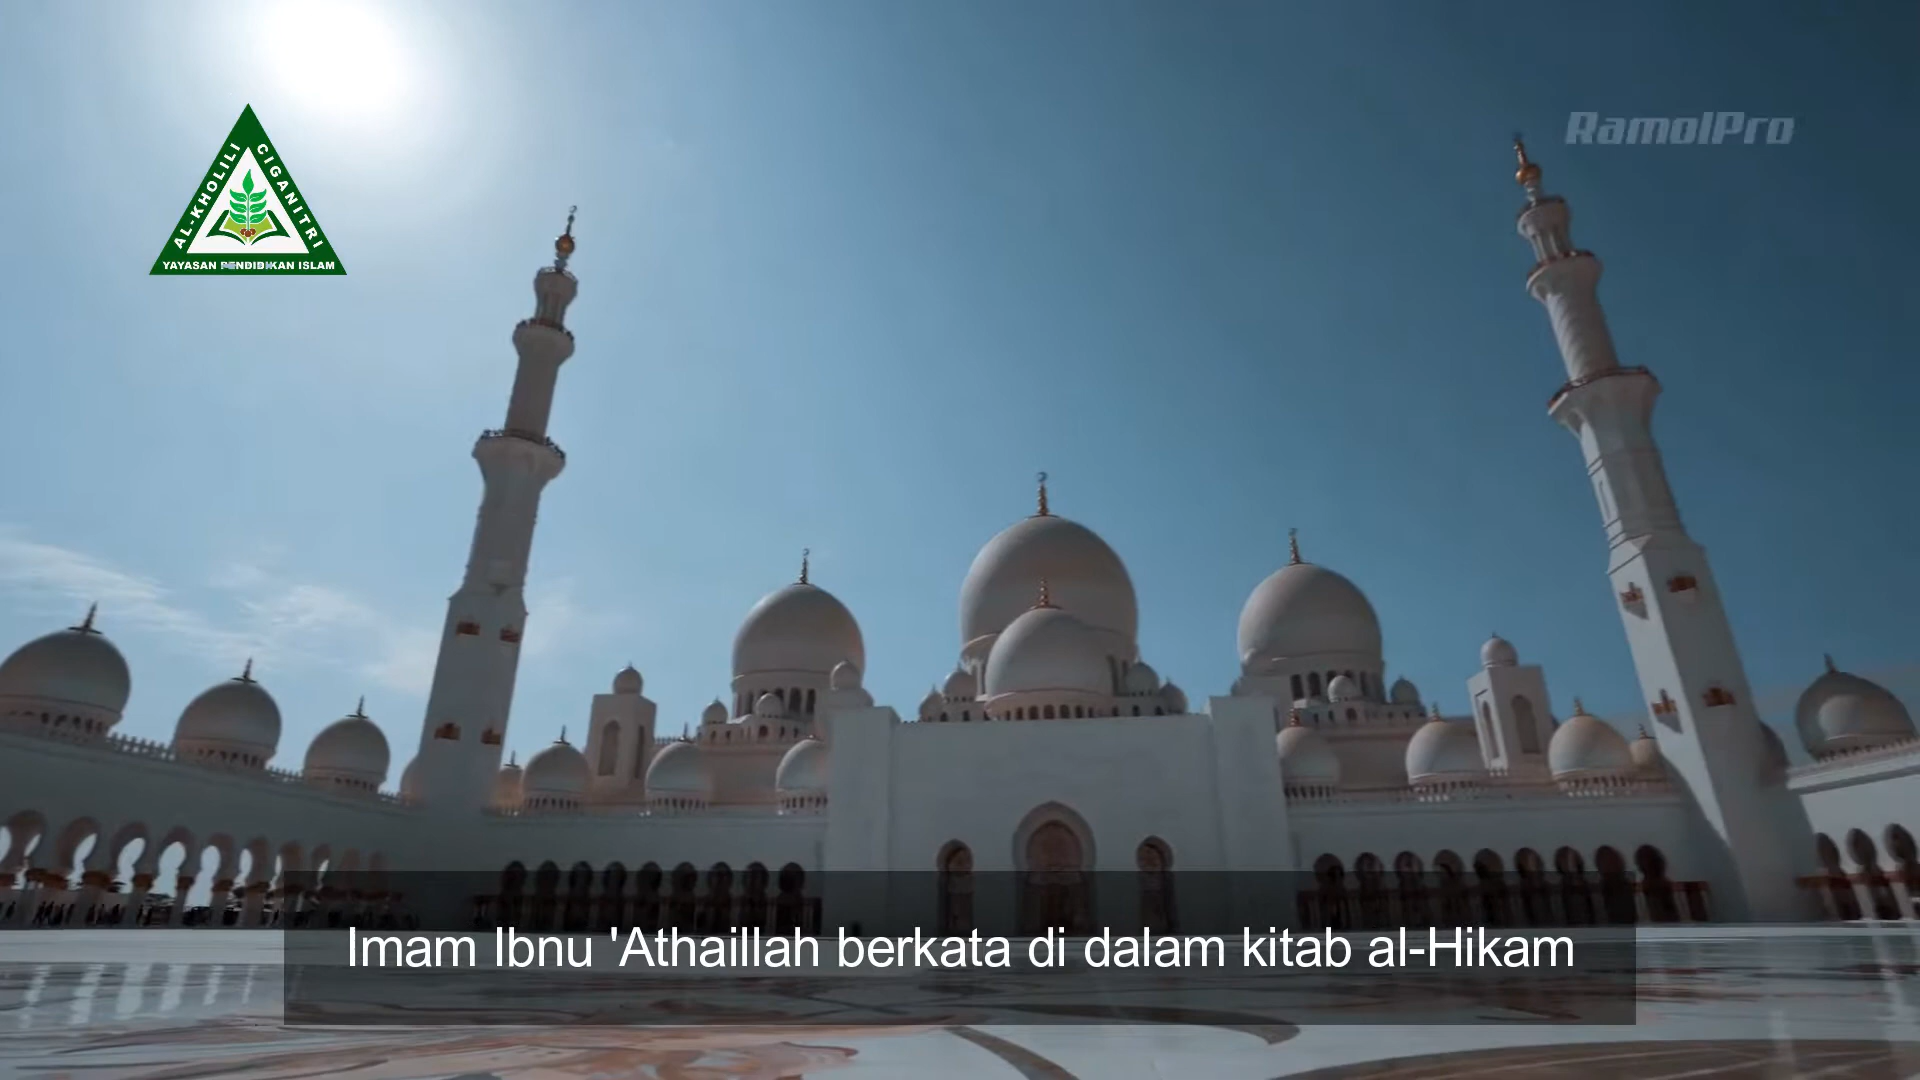 RamolPro
AL-KHOLILI CIGANITRI
YAYASAN PENDIDIKAN ISLAM
Imam Ibnu 'Athaillah berkata di dalam kitab al-Hikam